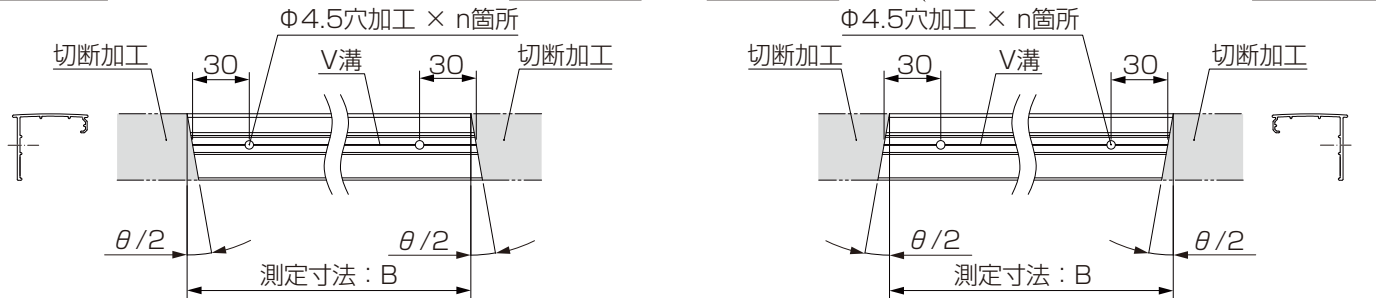 Φ4.5穴加工 × n箇所
切断加工
30
V溝
30
切断加工
θ/2
θ/2
測定寸法：B
Φ4.5穴加工 × n箇所
切断加工
30
V溝
30
切断加工
θ/2
θ/2
測定寸法：B